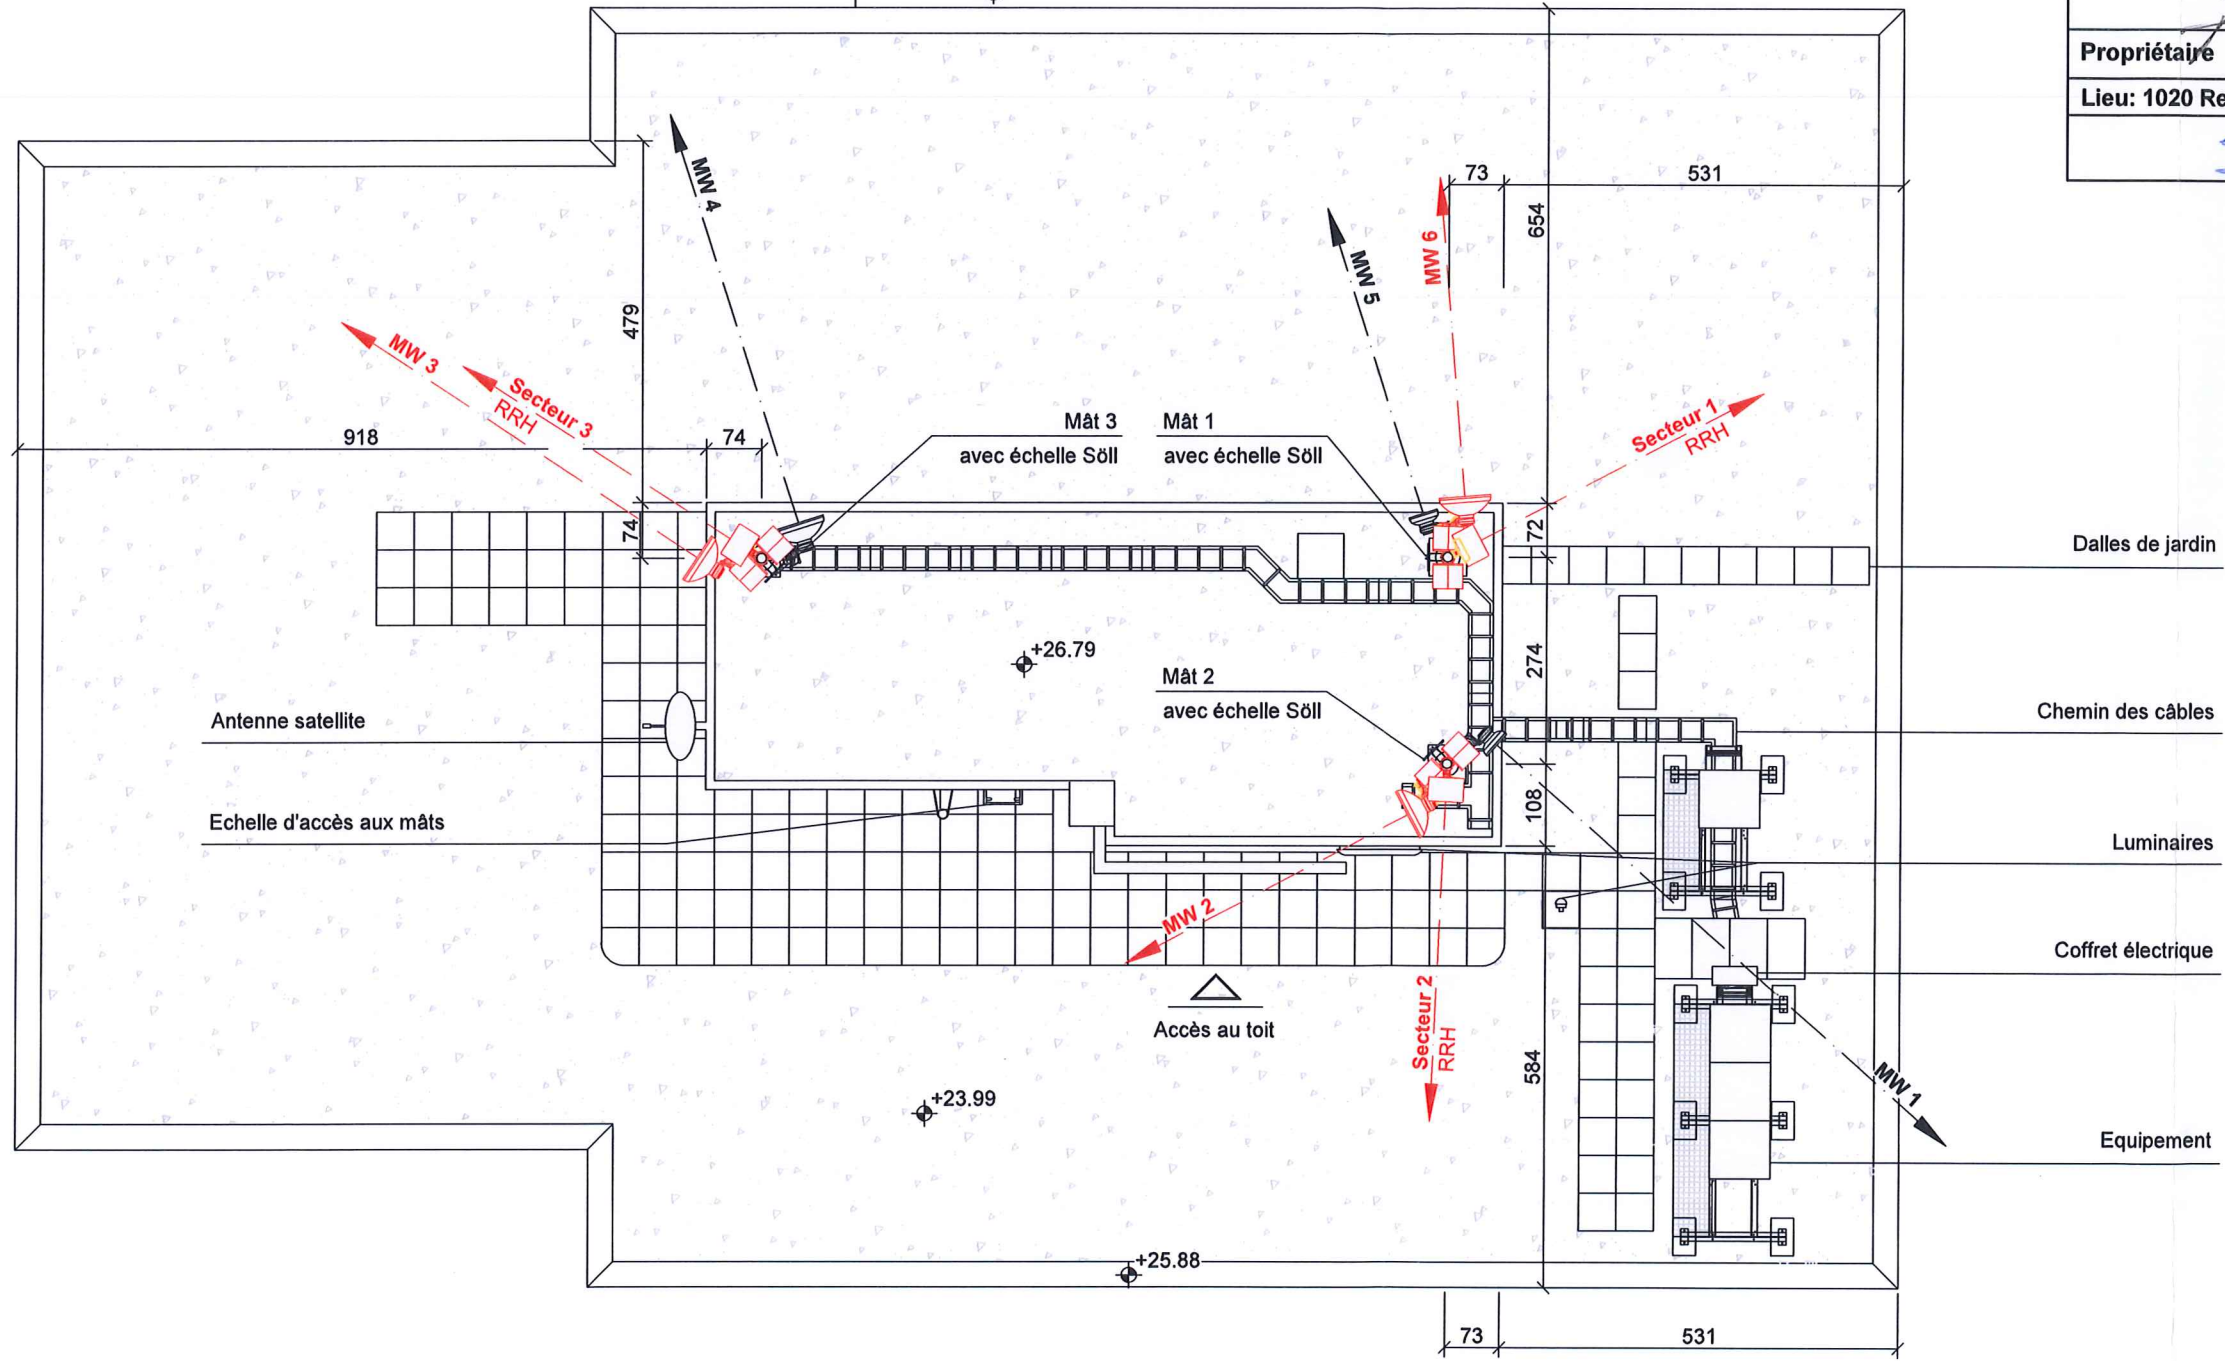 Propriétaire
Lieu: 1020 Re
MW 4
73
531
654
MW 6
MW 5
479
MW 3
Secteur 3
RRH
Secteur 1
RRH
918
74
Mât 3
avec échelle Söll
Mât 1
avec échelle Söll
74
72
Dalles de jardin
+26.79
274
Mât 2
avec échelle Söll
Antenne satellite
Chemin des câbles
108
Echelle d'accès aux mâts
Luminaires
MW 2
Coffret électrique
Secteur 2
RRH
Accès au toit
584
+23.99
MW 1
Equipement
+25.88
73
531